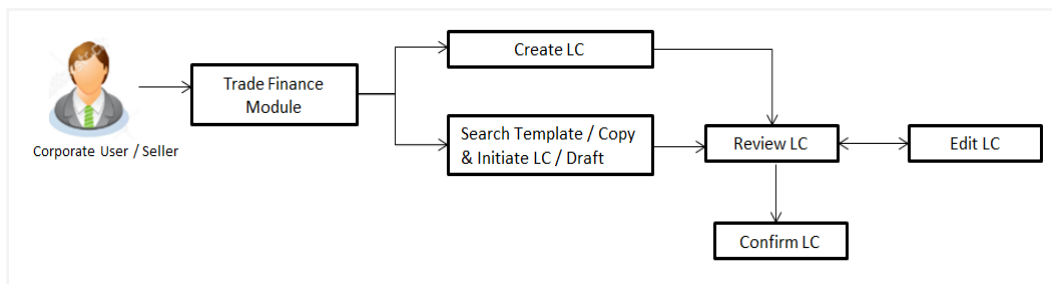 Corporate User / Seller
Trade Finance
Module
Create LC
Search Template / Copy
& Initiate LC / Draft
Review LC
Edit LC
Confirm LC